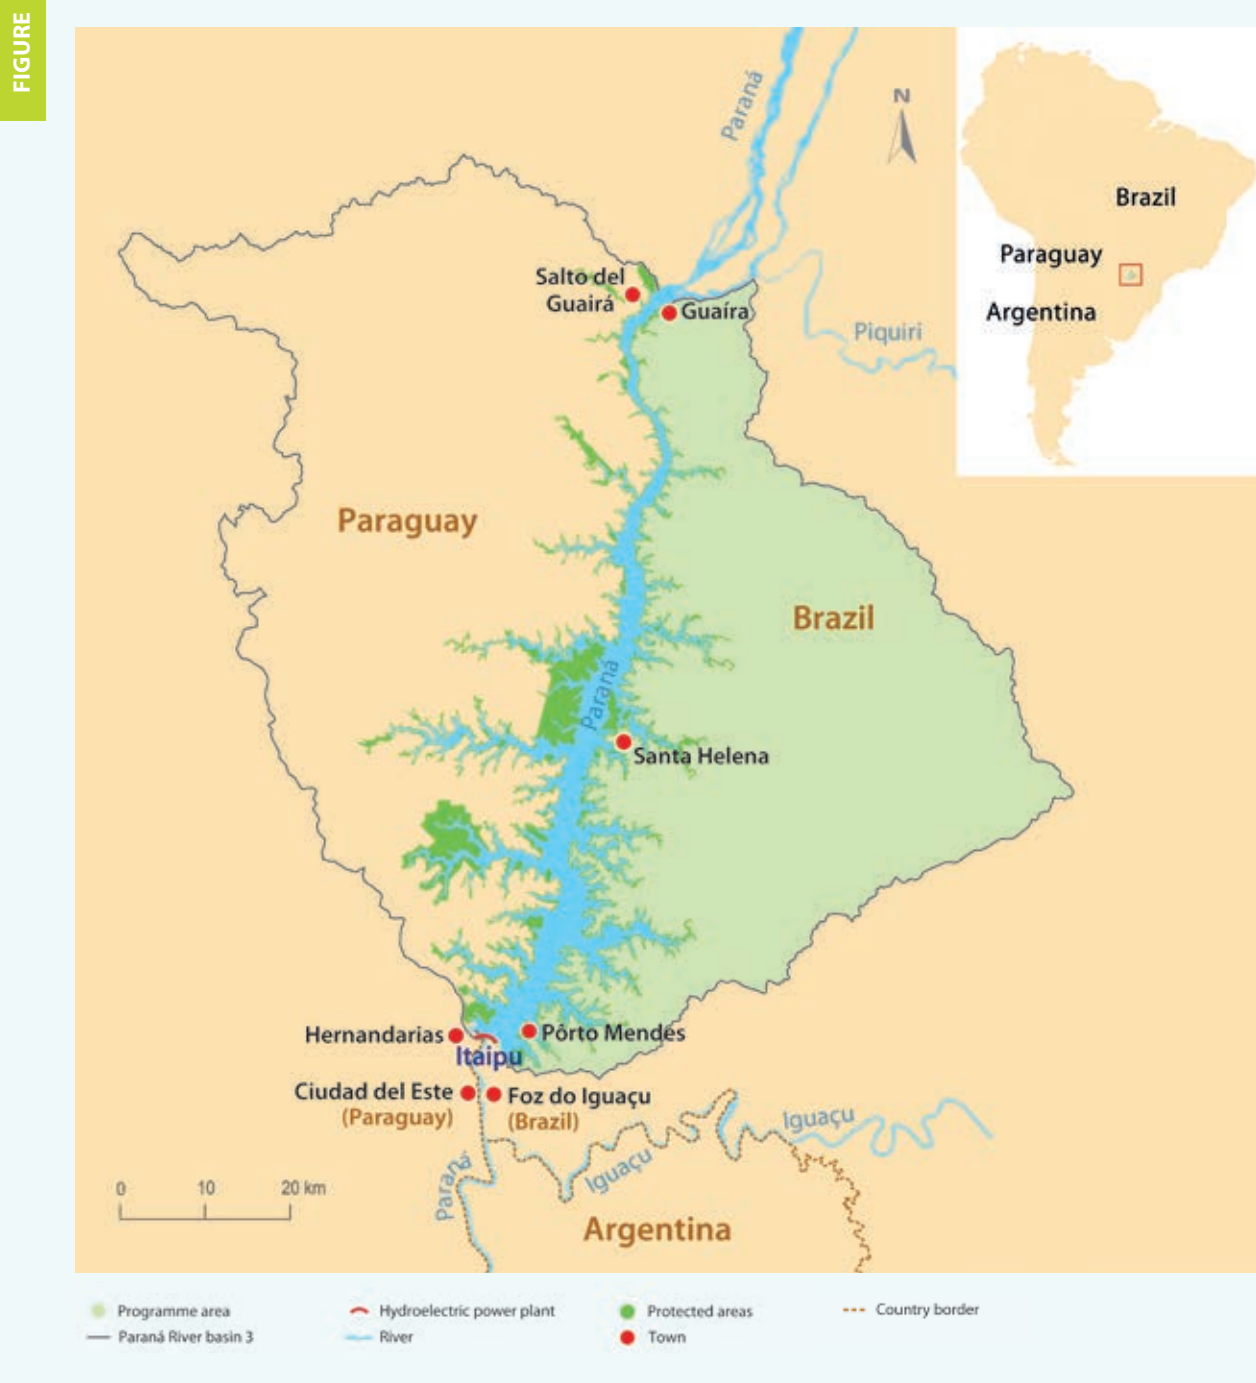 FIGURE
Paraná
N
Brazil
Paraguay
Argentina
Salto del
Guairá
Guaíra
Piquiri
Paraguay
Brazil
Paraná
Santa Helena
Hernandarias
Pôrto Mendes
Itaipu
Ciudad del Este
(Paraguay)
Foz do Iguaçu
(Brazil)
Iguaçu
Iguaçu
Paraná
0 10 20 km
Argentina
Programme area
Hydroelectric power plant
Protected areas
Country border
Paraná River basin 3
River
Town